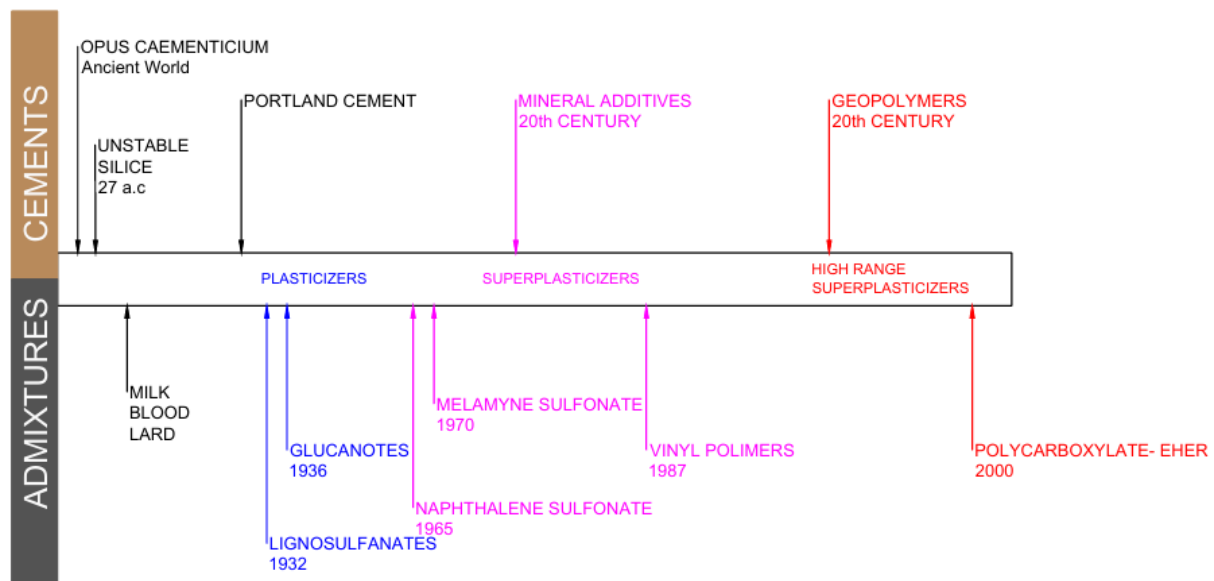 CEMENTS
OPUS CAEMENTICIUM
Ancient World
UNSTABLE
SILICE
27 a.c
PORTLAND CEMENT
MINERAL ADDITIVES
20th CENTURY
GEOPOLYMERS
20th CENTURY
PLASTICIZERS
SUPERPLASTICIZERS
HIGH RANGE
SUPERPLASTICIZERS
ADMIXTURES
MILK
BLOOD
LARD
LIGNOSULFANATES
1932
GLUCANOTES
1936
NAPHTHALENE SULFONATE
1965
MELAMYNE SULFONATE
1970
VINYL POLIMERS
1987
POLYCARBOXYLATE- EHER
2000